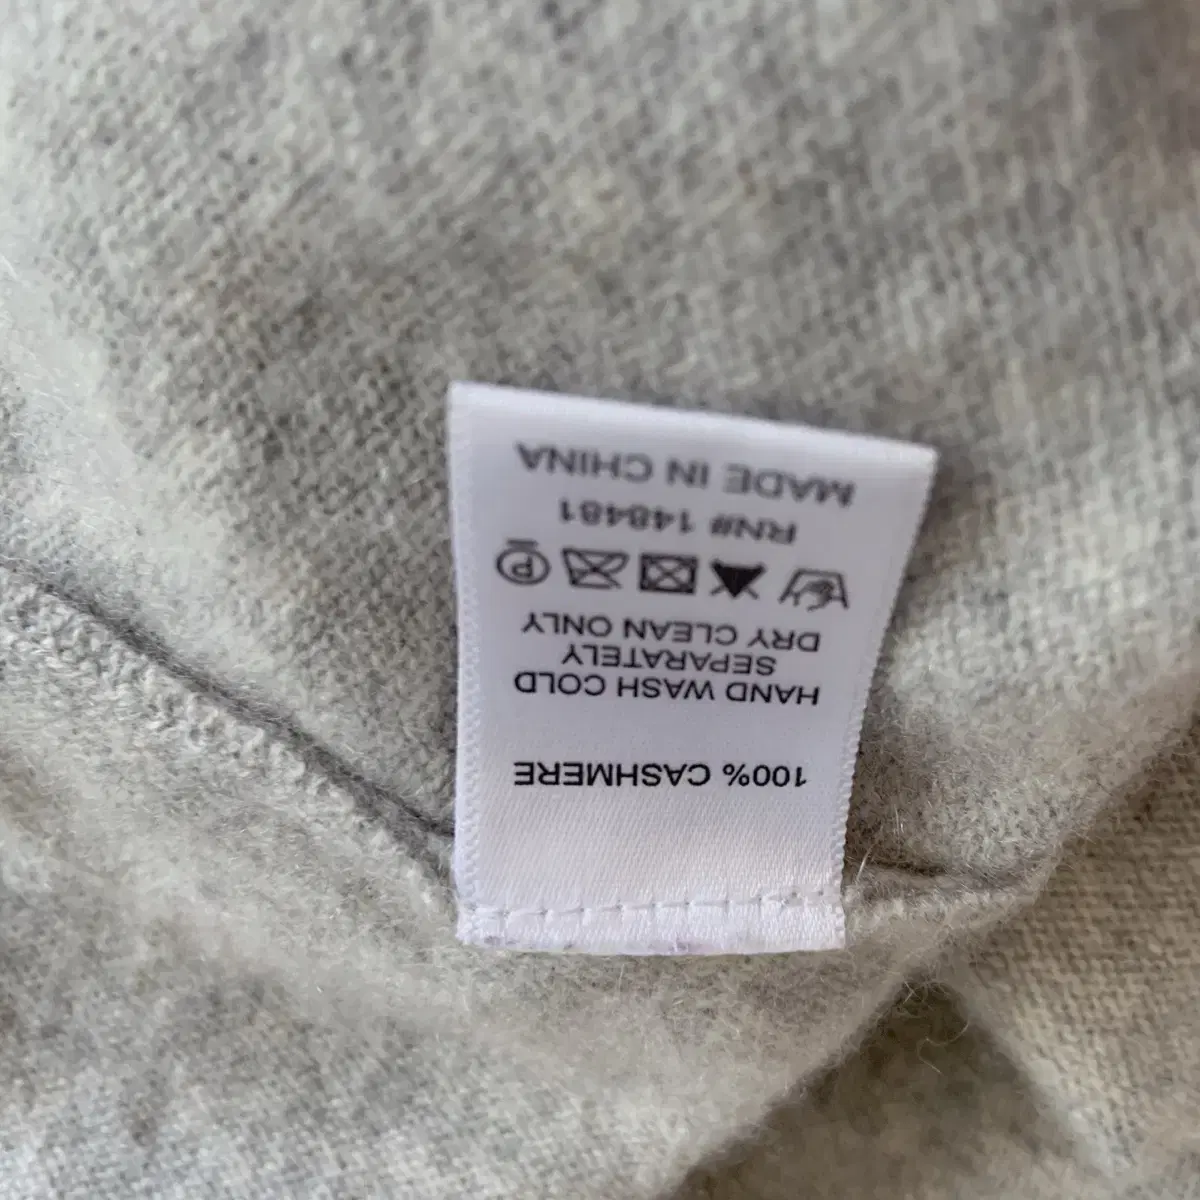 100% CASHMERE
HAND WASH COLD
SEPARATELY
DRY CLEAN ONLY
P
RN# 148481
MADE IN CHINA